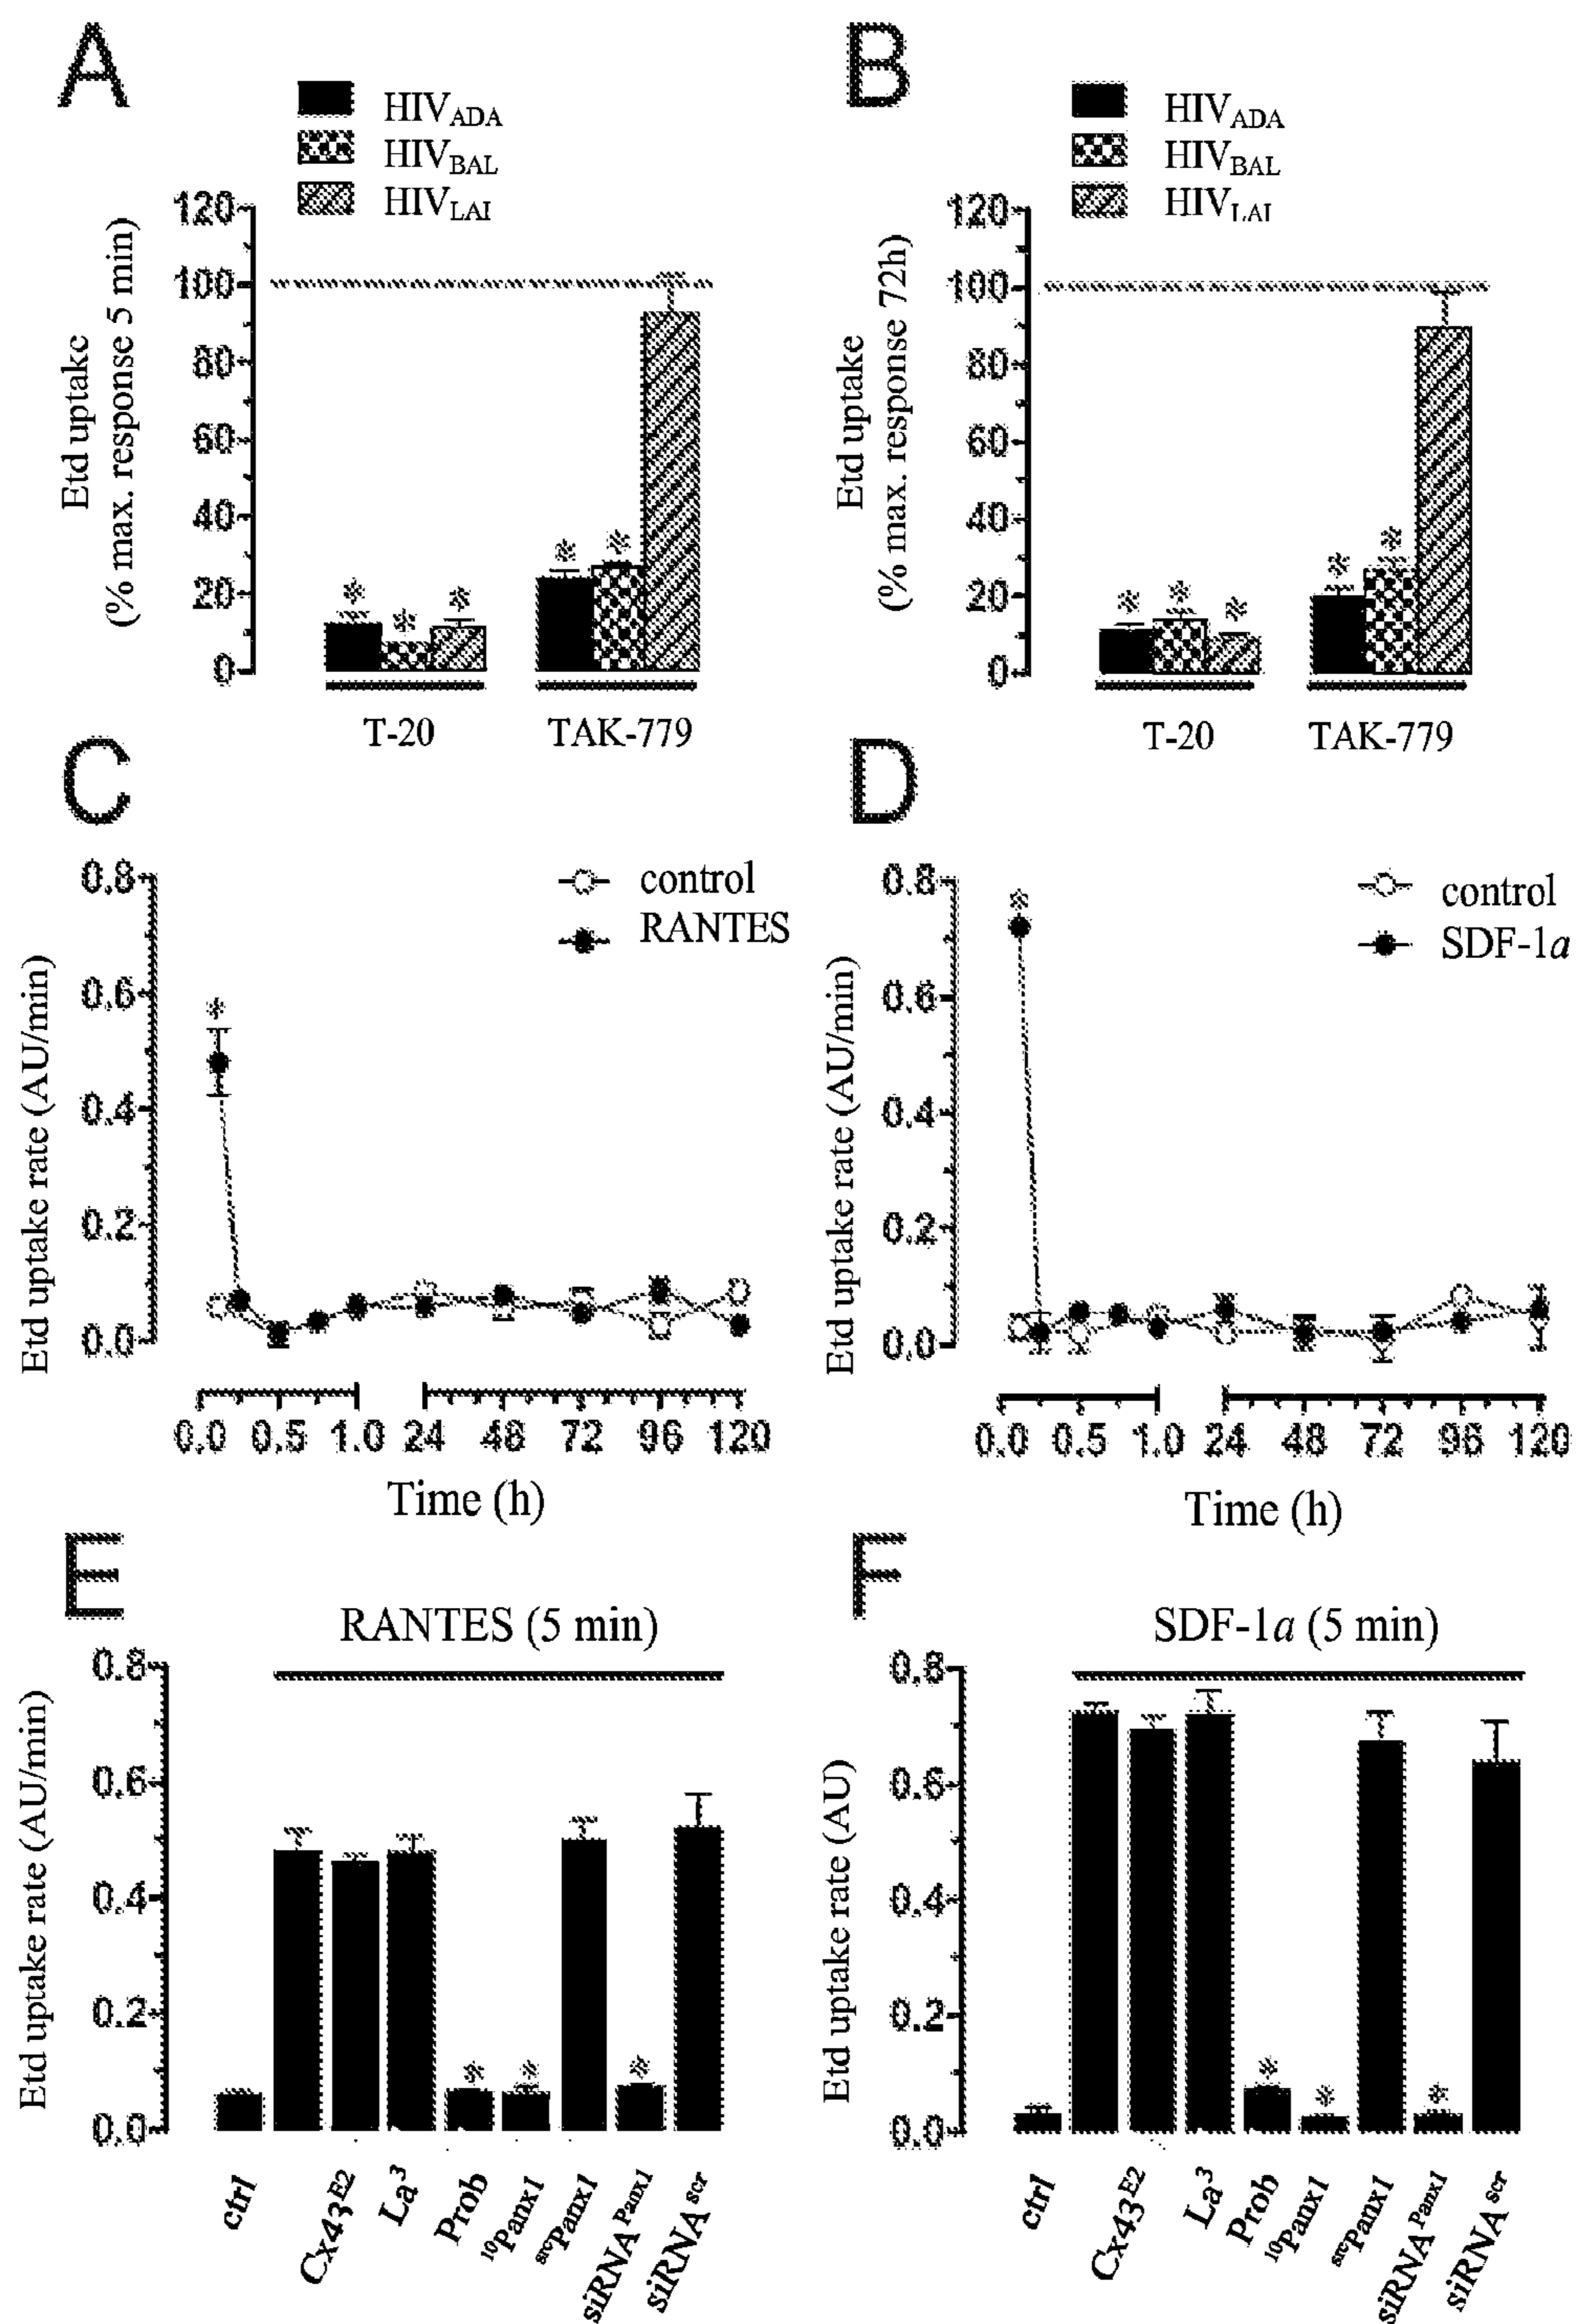 A
HIVADA
HIVBAL
HIVLAI
Etd uptake
(% max. response 5 min)
120
100
80
60
40
20
0
* * * * *
T-20 TAK-779
B
HIVADA
HIVBAL
HIVLAI
Etd uptake
(% max. response 72h)
120
100
80
60
40
20
0
* * * * *
T-20 TAK-779
C
control
RANTES
Etd uptake rate (AU/min)
0.8
0.6
0.4
0.2
0.0
*
0.0 0.5 1.0 24 48 72 96 120
Time (h)
D
control
SDF-1a
Etd uptake rate (AU/min)
0.8
0.6
0.4
0.2
0.0
*
0.0 0.5 1.0 24 48 72 96 120
Time (h)
E
RANTES (5 min)
Etd uptake rate (AU/min)
0.8
0.6
0.4
0.2
0.0
* * *
ctrl
Cx43E2
La3
Prob
10Panx1
srcPanx1
siRNAPanx1
siRNAscr
F
SDF-1a (5 min)
Etd uptake rate (AU)
0.8
0.6
0.4
0.2
0.0
* * *
ctrl
Cx43E2
La3
Prob
10Panx1
srcPanx1
siRNAPanx1
siRNAscr